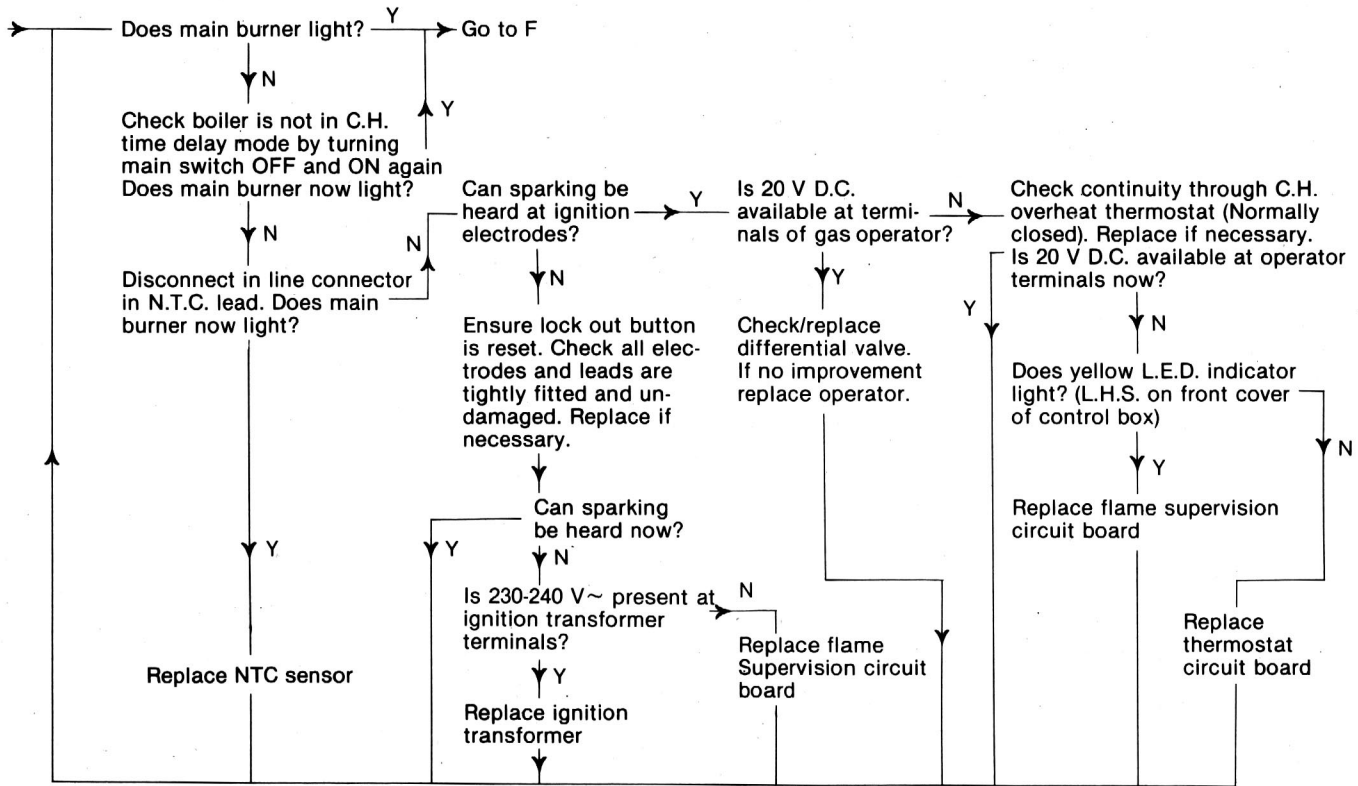 Does main burner light?
Y
Go to F
N
Check boiler is not in C.H.
time delay mode by turning
main switch OFF and ON again
Does main burner now light?
Y
N
Disconnect in line connector
in N.T.C. lead. Does main
burner now light?
N
Y
Replace NTC sensor
Can sparking be
heard at ignition
electrodes?
Y
N
Ensure lock out button
is reset. Check all elec-
trodes and leads are
tightly fitted and un-
damaged. Replace if
necessary.
Can sparking
be heard now?
Y
N
Is 230-240 V~ present at
ignition transformer
terminals?
N
Y
Replace ignition
transformer
Replace flame
Supervision circuit
board
Is 20 V D.C.
available at termi-
nals of gas operator?
N
Y
Check/replace
differential valve.
If no improvement
replace operator.
Check continuity through C.H.
overheat thermostat (Normally
closed). Replace if necessary.
Is 20 V D.C. available at operator
terminals now?
Y
N
Does yellow L.E.D. indicator
light? (L.H.S. on front cover
of control box)
N
Y
Replace flame supervision
circuit board
Replace
thermostat
circuit board